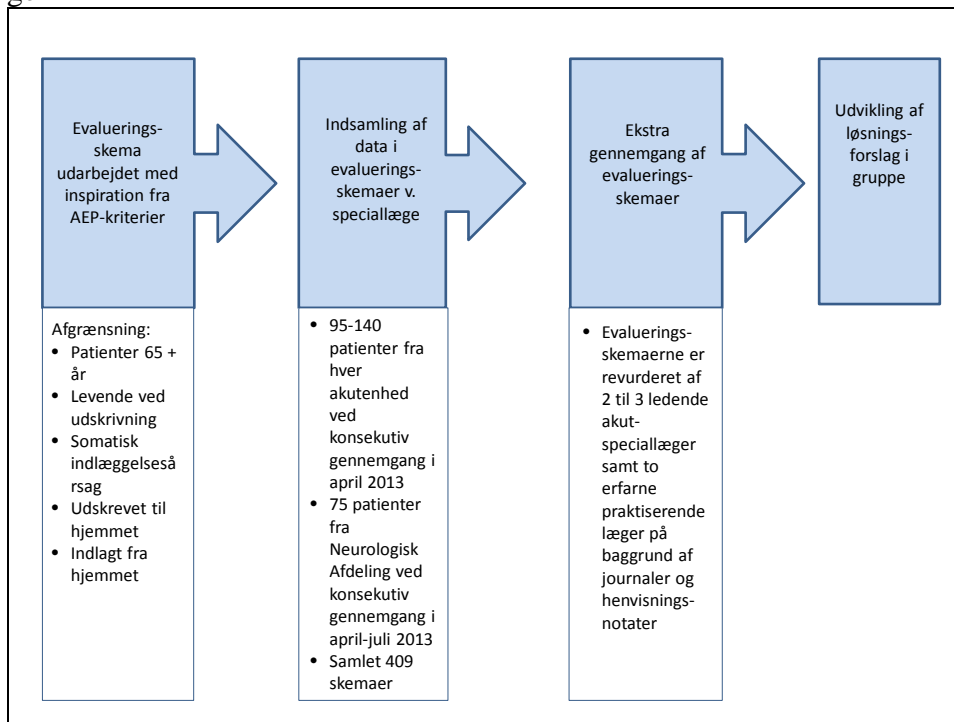 Evaluerings-
skema
udarbejdet med
inspiration fra
AEP-kriterier
Afgrænsning:
• Patienter 65 +
år
• Levende ved
udskrivning
• Somatisk
indlæggelseså
rsag
• Udskrevet til
hjemmet
• Indlagt fra
hjemmet
Indsamling af
data i
evaluerings-
skemaer v.
speciallæge
• 95-140
patienter fra
hver
akutenhed
ved
konsekutiv
gennemgang i
april 2013
• 75 patienter
fra
Neurologisk
Afdeling ved
konsekutiv
gennemgang i
april-juli 2013
• Samlet 409
skemaer
Ekstra
gennemgang af
evaluerings-
skemaer
• Evaluerings-
skemaerne er
revurderet af
2 til 3 ledende
akut-
speciallæger
samt to
erfarne
praktiserende
læger på
baggrund af
journaler og
henvisnings-
notater
Udvikling af
løsnings-
forslag i
gruppe